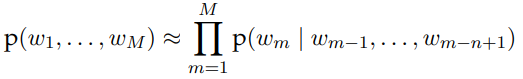 p(w₁, . . . , w_M) ≈ ∏_{m=1}^{M} p(w_m | w_{m−1}, . . . , w_{m−n+1})